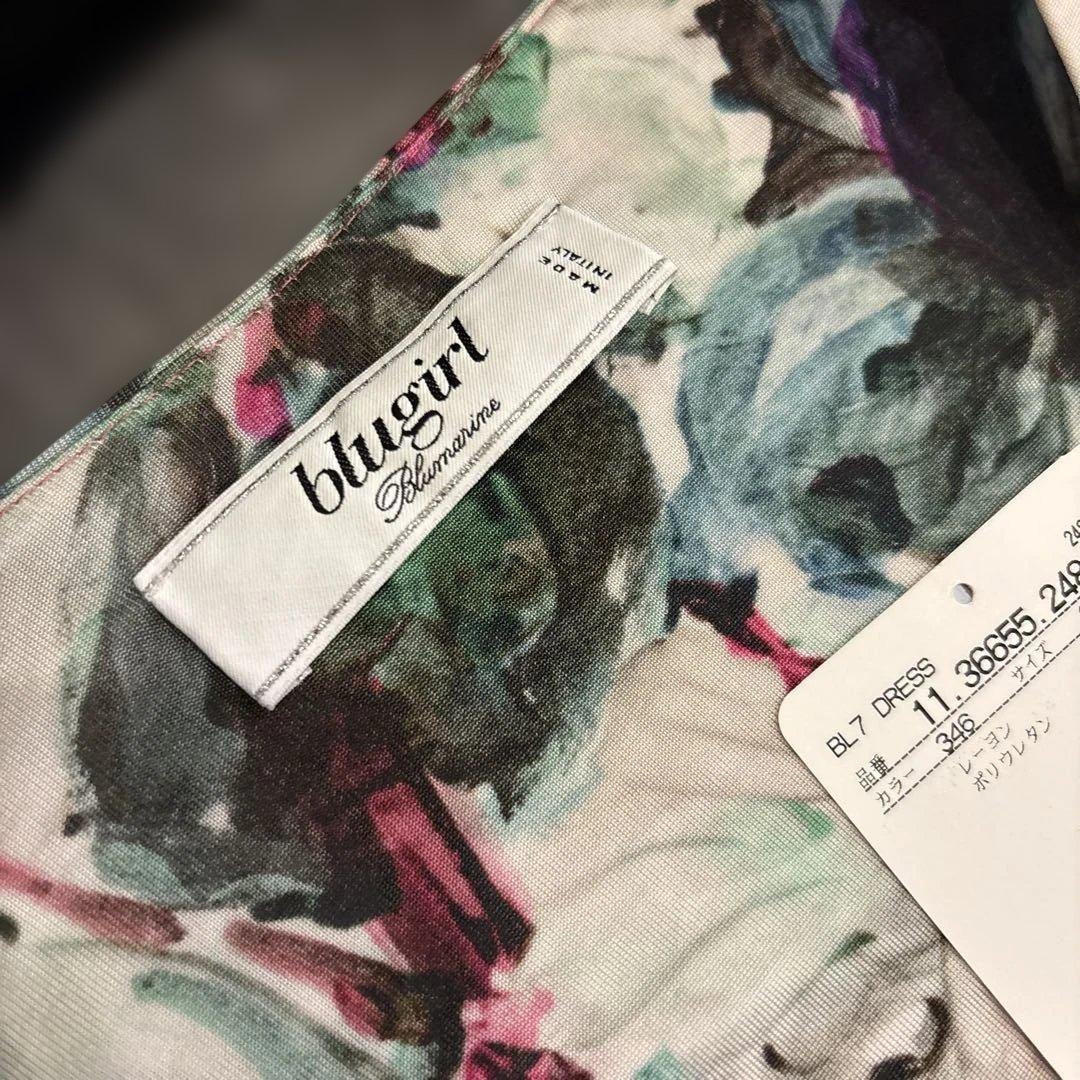 MADE
IN ITALY
blugirl
Blumarine
BL7 DRESS
品番 11.36655.248
カラー 346 サイズ
レーヨン
ポリウレタン